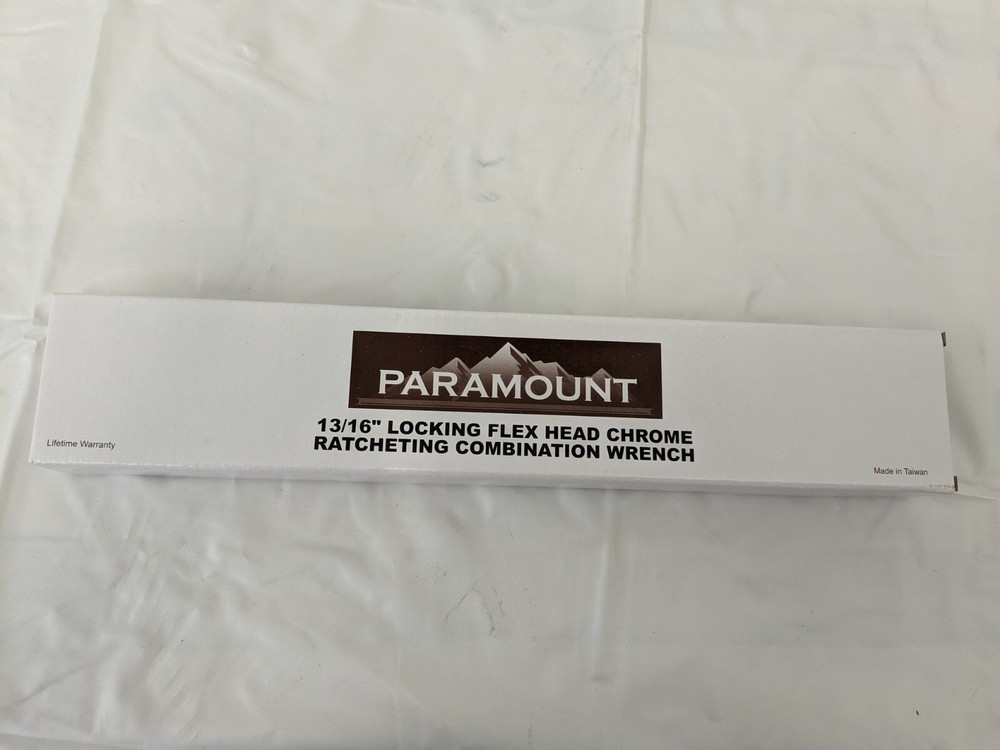 PARAMOUNT
13/16" LOCKING FLEX HEAD CHROME
RATCHETING COMBINATION WRENCH
Lifetime Warranty
Made in Taiwan